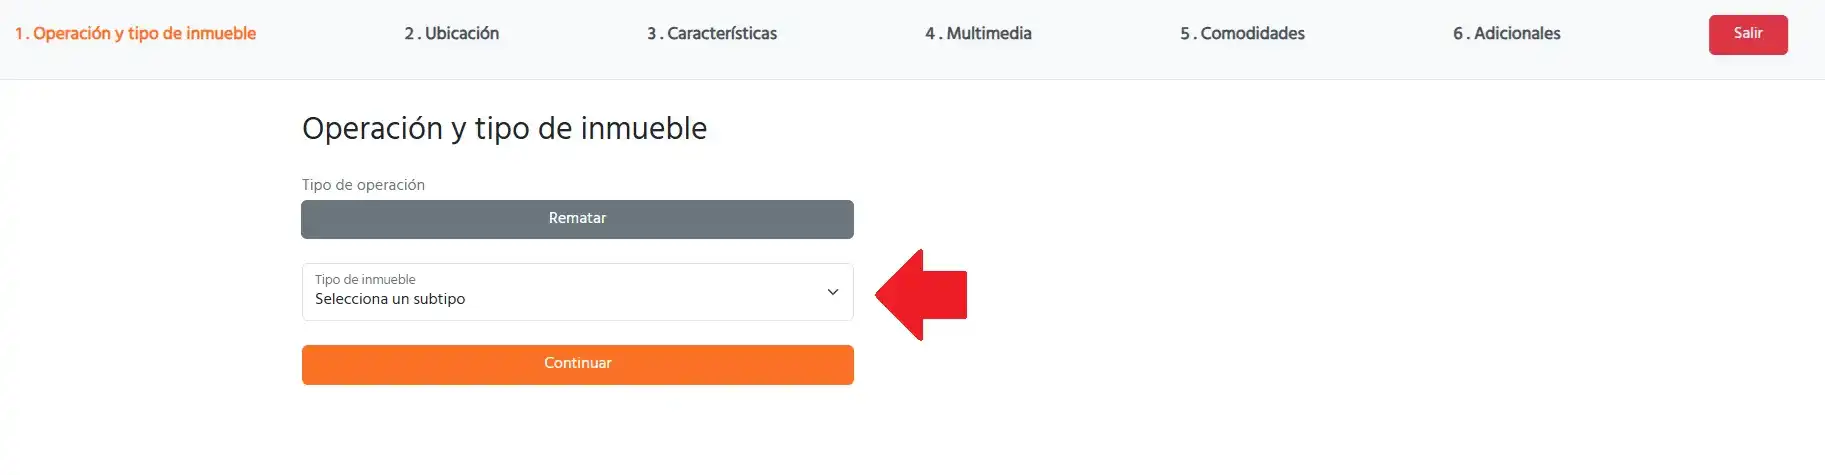 1 . Operación y tipo de inmueble
2 . Ubicación
3 . Características
4 . Multimedia
5 . Comodidades
6 . Adicionales
Salir
Operación y tipo de inmueble
Tipo de operación
Rematar
Tipo de inmueble
Selecciona un subtipo
Continuar